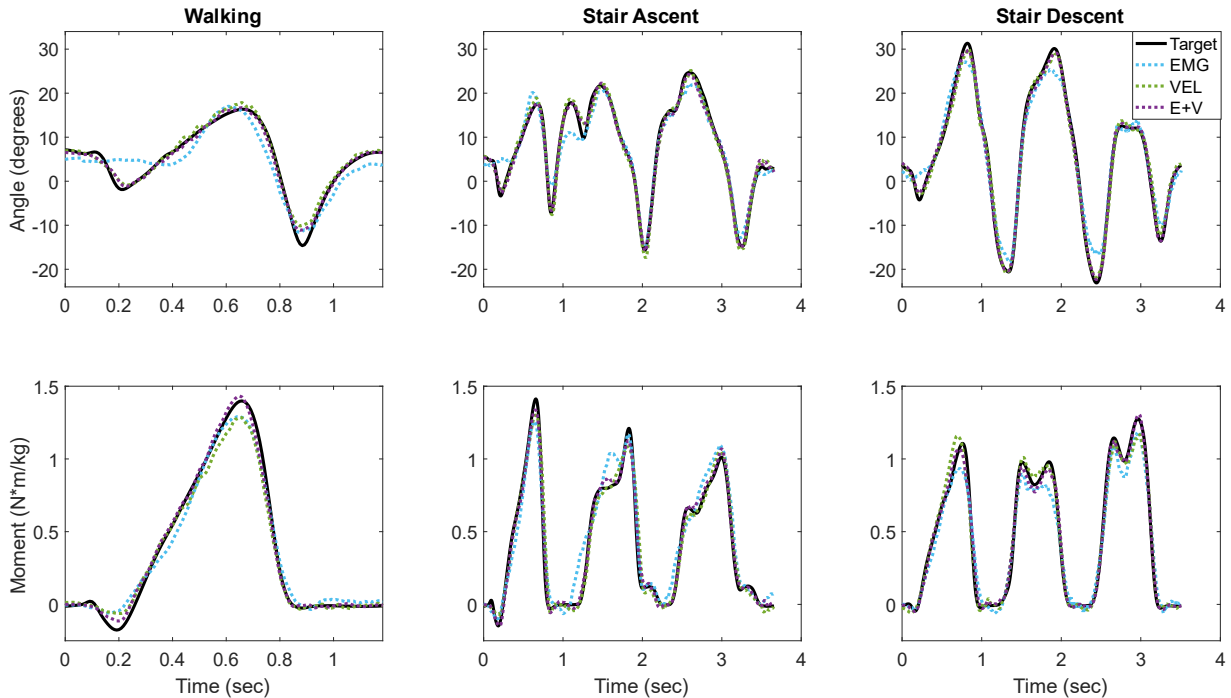 Walking
Stair Ascent
Stair Descent
Angle (degrees)
30
20
10
0
-10
-20
0 0.2 0.4 0.6 0.8 1
30
20
10
0
-10
-20
0 1 2 3 4
30
20
10
0
-10
-20
0 1 2 3 4
Target
EMG
VEL
E+V
Moment (N*m/kg)
1.5
1
0.5
0
0 0.2 0.4 0.6 0.8 1
Time (sec)
1.5
1
0.5
0
0 1 2 3 4
Time (sec)
1.5
1
0.5
0
0 1 2 3 4
Time (sec)